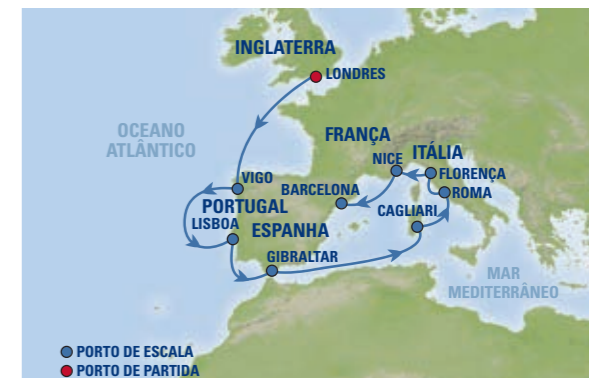 INGLATERRA
LONDRES
OCEANO
ATLÂNTICO
FRANÇA
NICE
ITÁLIA
FLORENÇA
ROMA
VIGO
BARCELONA
PORTUGAL
CAGLIARI
LISBOA
ESPANHA
GIBRALTAR
MAR
MEDITERRÂNEO
PORTO DE ESCALA
PORTO DE PARTIDA